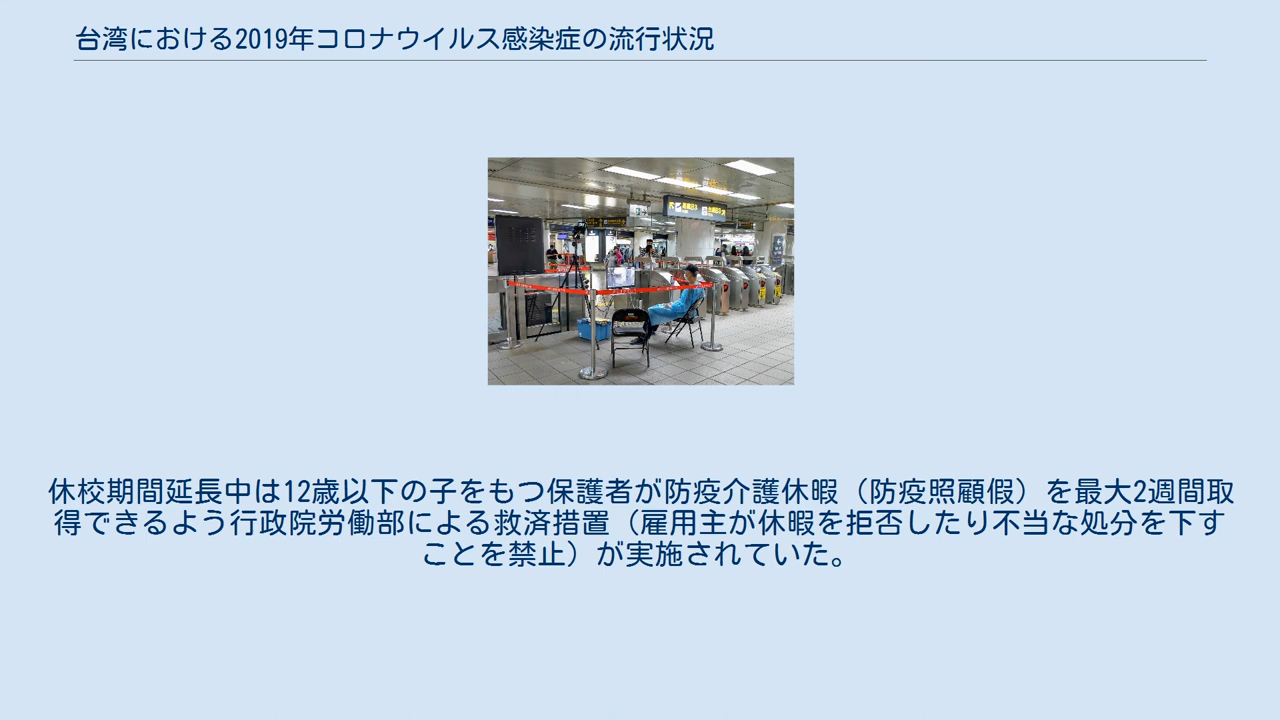 台湾における2019年コロナウイルス感染症の流行状況
休校期間延長中は12歳以下の子をもつ保護者が防疫介護休暇（防疫照顧假）を最大2週間取
得できるよう行政院労働部による救済措置（雇用主が休暇を拒否したり不当な処分を下す
ことを禁止）が実施されていた。